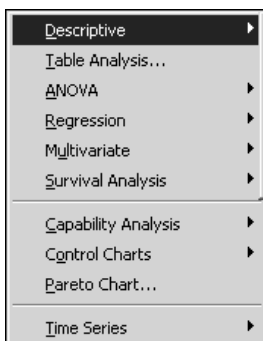 Descriptive
Table Analysis...
ANOVA
Regression
Multivariate
Survival Analysis
Capability Analysis
Control Charts
Pareto Chart...
Time Series